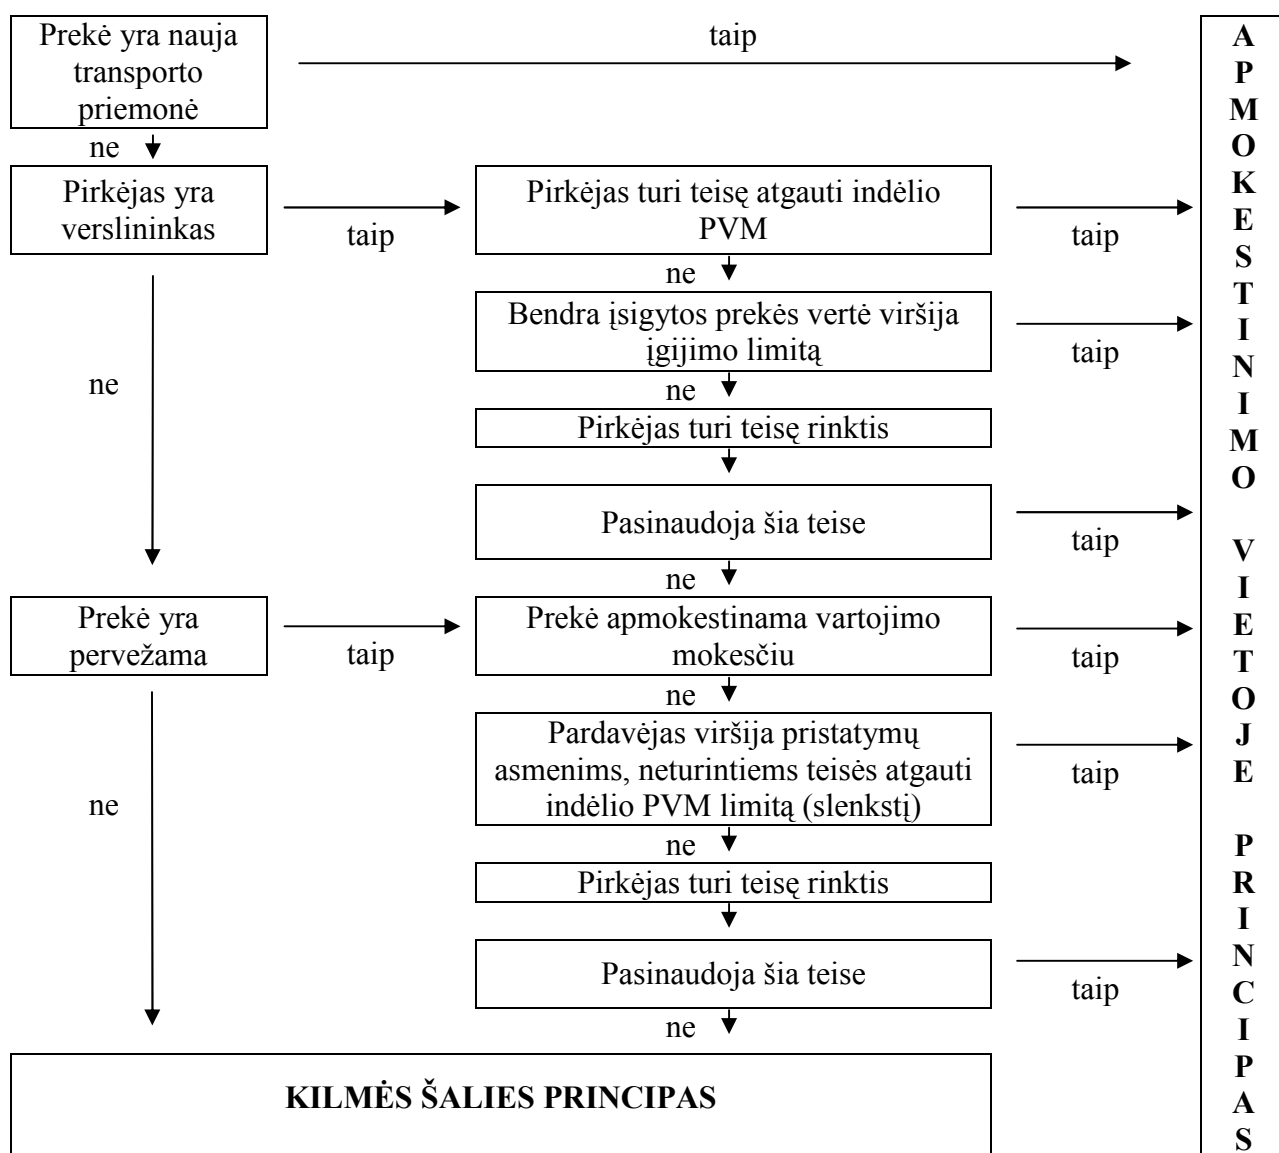 Prekė yra nauja
transporto
priemonė
taip
ne
Pirkėjas yra
verslininkas
taip
Pirkėjas turi teisę atgauti indėlio
PVM
taip
ne
Bendra įsigytos prekės vertė viršija
įgijimo limitą
taip
ne
ne
Pirkėjas turi teisę rinktis
Pasinaudoja šia teise
taip
ne
Prekė yra
pervežama
taip
Prekė apmokestinama vartojimo
mokesčiu
taip
ne
Pardavėjas viršija pristatymų
asmenims, neturintiems teisės atgauti
indėlio PVM limitą (slenkstį)
taip
ne
ne
Pirkėjas turi teisę rinktis
Pasinaudoja šia teise
taip
ne
KILMĖS ŠALIES PRINCIPAS
A
P
M
O
K
E
S
T
I
N
I
M
O
V
I
E
T
O
J
E
P
R
I
N
C
I
P
A
S